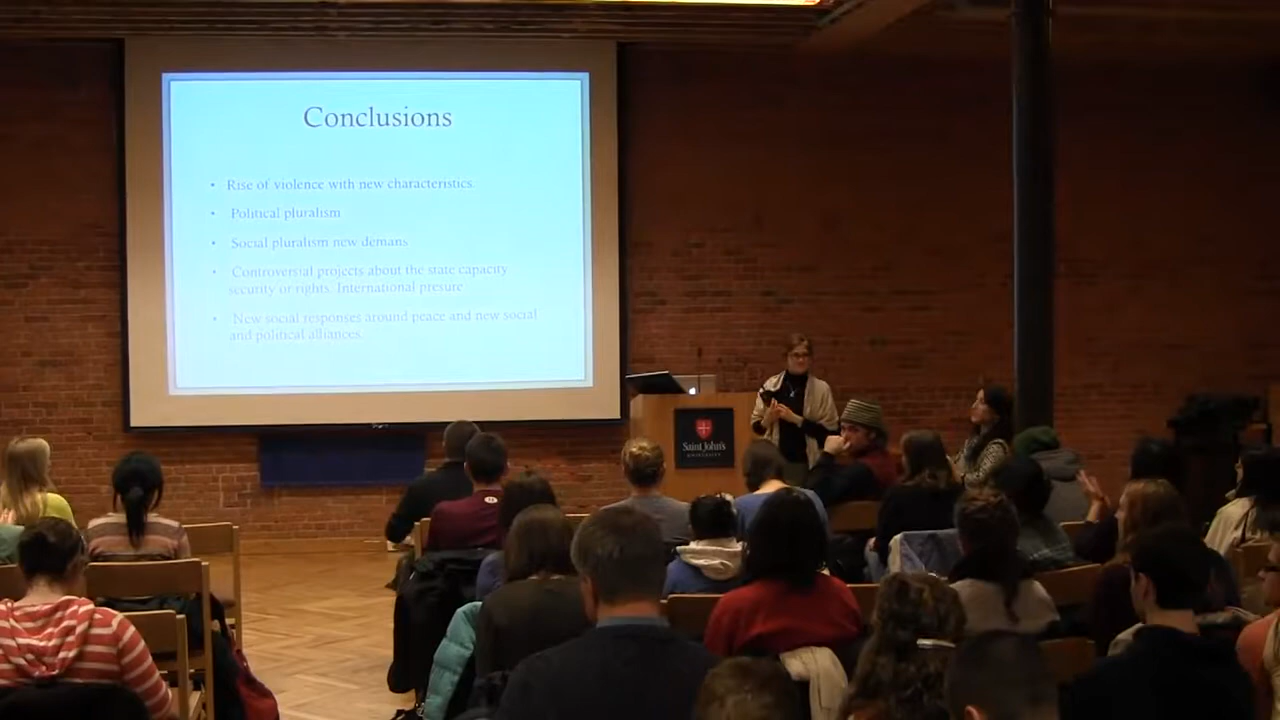 Conclusions
• Rise of violence with new characteristics.
• Political pluralism
• Social pluralism new demans
• Controversial projects about the state capacity
security or rights. International presure
• New social responses around peace and new social
and political alliances.
Saint John's
UNIVERSITY